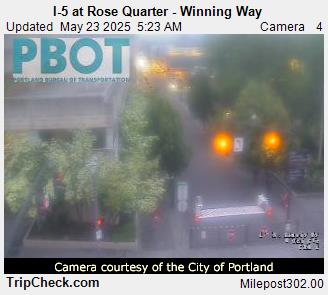 I-5 at Rose Quarter - Winning Way
Updated May 23 2025 5:23 AM Camera 4
PBOT
PORTLAND BUREAU OF TRANSPORTATION
Camera courtesy of the City of Portland
TripCheck.com Milepost302.00